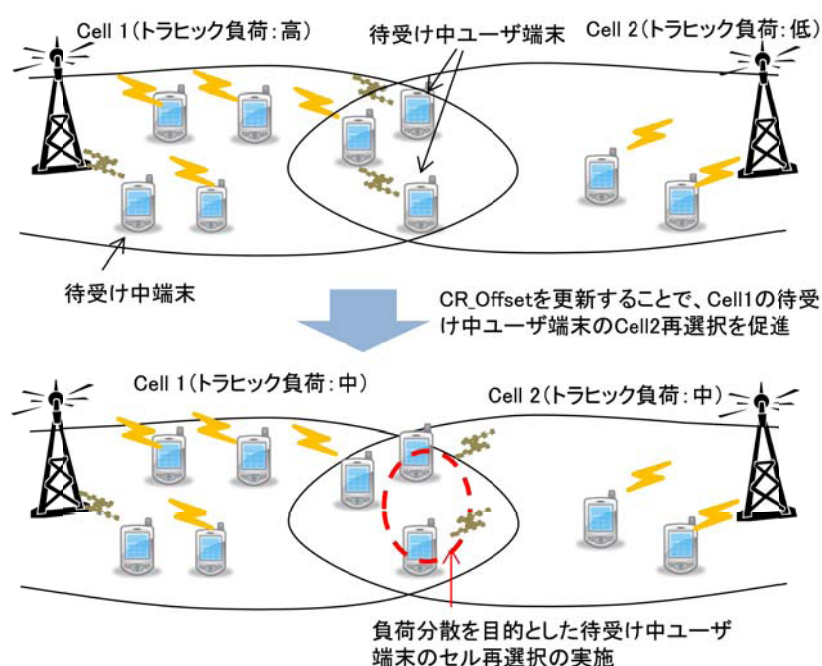 Cell 1(トラヒック負荷:高)
待受け中ユーザ端末
Cell 2(トラヒック負荷:低)
待受け中端末
CR_Offsetを更新することで、Cell1の待受
け中ユーザ端末のCell2再選択を促進
Cell 1(トラヒック負荷:中)
Cell 2(トラヒック負荷:中)
負荷分散を目的とした待受け中ユーザ
端末のセル再選択の実施